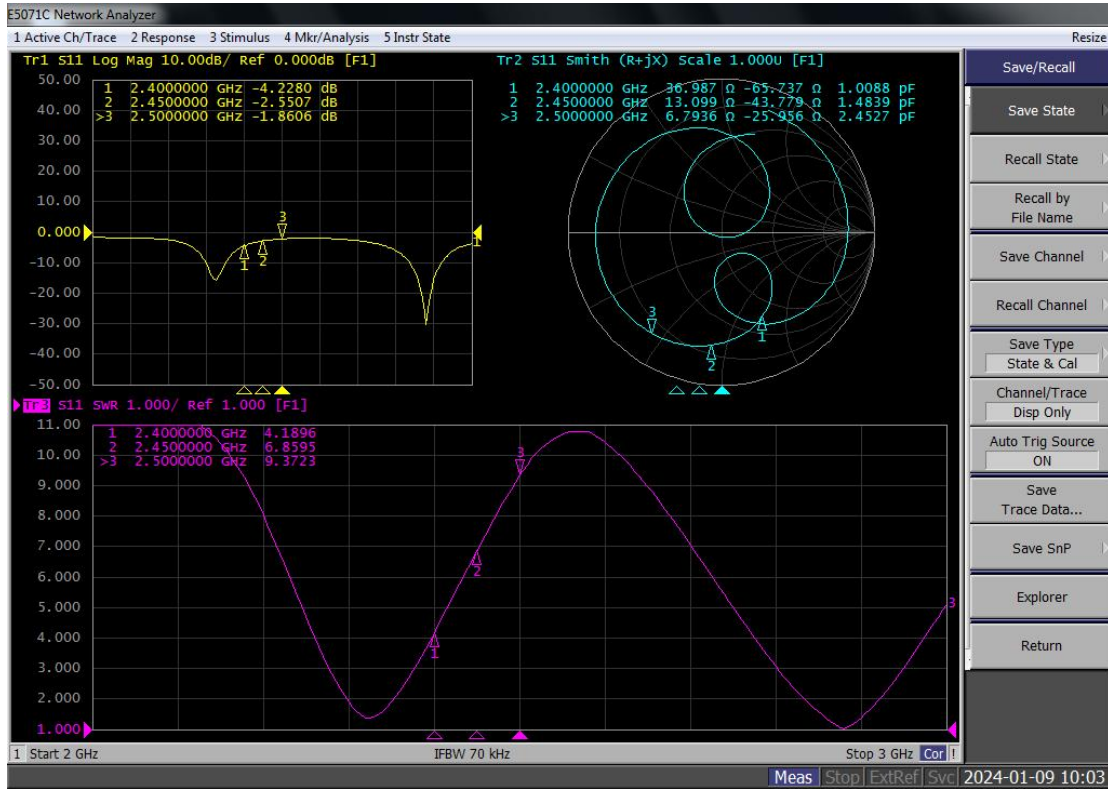 E5071C Network Analyzer
1 Active Ch/Trace 2 Response 3 Stimulus 4 Mkr/Analysis 5 Instr State
Resize
Tr1 S11 Log Mag 10.00dB/ Ref 0.000dB [F1]
50.00
40.00
30.00
20.00
10.00
0.000
-10.00
-20.00
-30.00
-40.00
-50.00
1 2.4000000 GHz -4.2280 dB
2 2.4500000 GHz -2.5507 dB
>3 2.5000000 GHz -1.8606 dB
3
1
2
1
Tr2 S11 Smith (R+jX) Scale 1.000U [F1]
1 2.4000000 GHz 36.987 Ω -65.737 Ω 1.0088 pF
2 2.4500000 GHz 13.099 Ω -43.779 Ω 1.4839 pF
>3 2.5000000 GHz 6.7936 Ω -25.956 Ω 2.4527 pF
3
1
2
Tr3 S11 SWR 1.000/ Ref 1.000 [F1]
11.00
10.00
9.000
8.000
7.000
6.000
5.000
4.000
3.000
2.000
1.000
1 2.4000000 GHz 4.1896
2 2.4500000 GHz 6.8595
>3 2.5000000 GHz 9.3723
3
2
1
3
1 Start 2 GHz
IFBW 70 kHz
Stop 3 GHz Cor !
Meas Stop ExtRef Svc 2024-01-09 10:03
Save/Recall
Save State
Recall State
Recall by
File Name
Save Channel
Recall Channel
Save Type
State & Cal
Channel/Trace
Disp Only
Auto Trig Source
ON
Save
Trace Data...
Save SnP
Explorer
Return